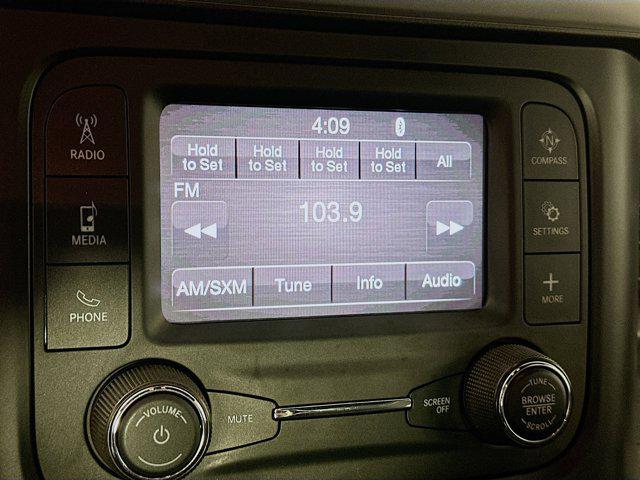 4:09
Hold to Set
Hold to Set
Hold to Set
Hold to Set
All
FM
103.9
AM/SXM
Tune
Info
Audio
RADIO
MEDIA
PHONE
COMPASS
N
SETTINGS
MORE
VOLUME
MUTE
SCREEN
OFF
TUNE
BROWSE
ENTER
SCROLL